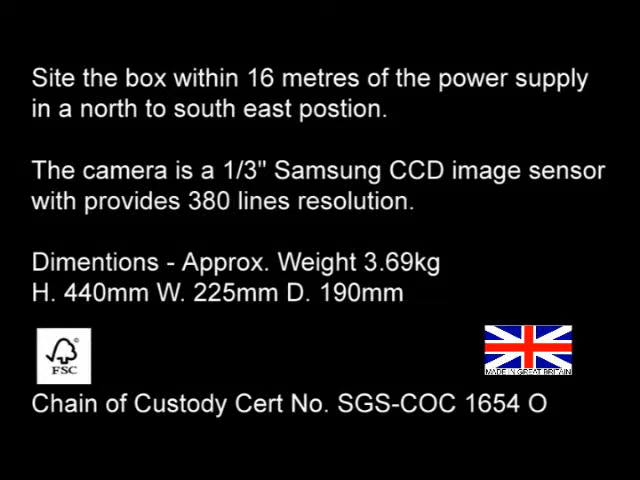 Site the box within 16 metres of the power supply
in a north to south east postion.
The camera is a 1/3" Samsung CCD image sensor
with provides 380 lines resolution.
Dimentions - Approx. Weight 3.69kg
H. 440mm W. 225mm D. 190mm
FSC
MADE IN GREAT BRITAIN
Chain of Custody Cert No. SGS-COC 1654 O